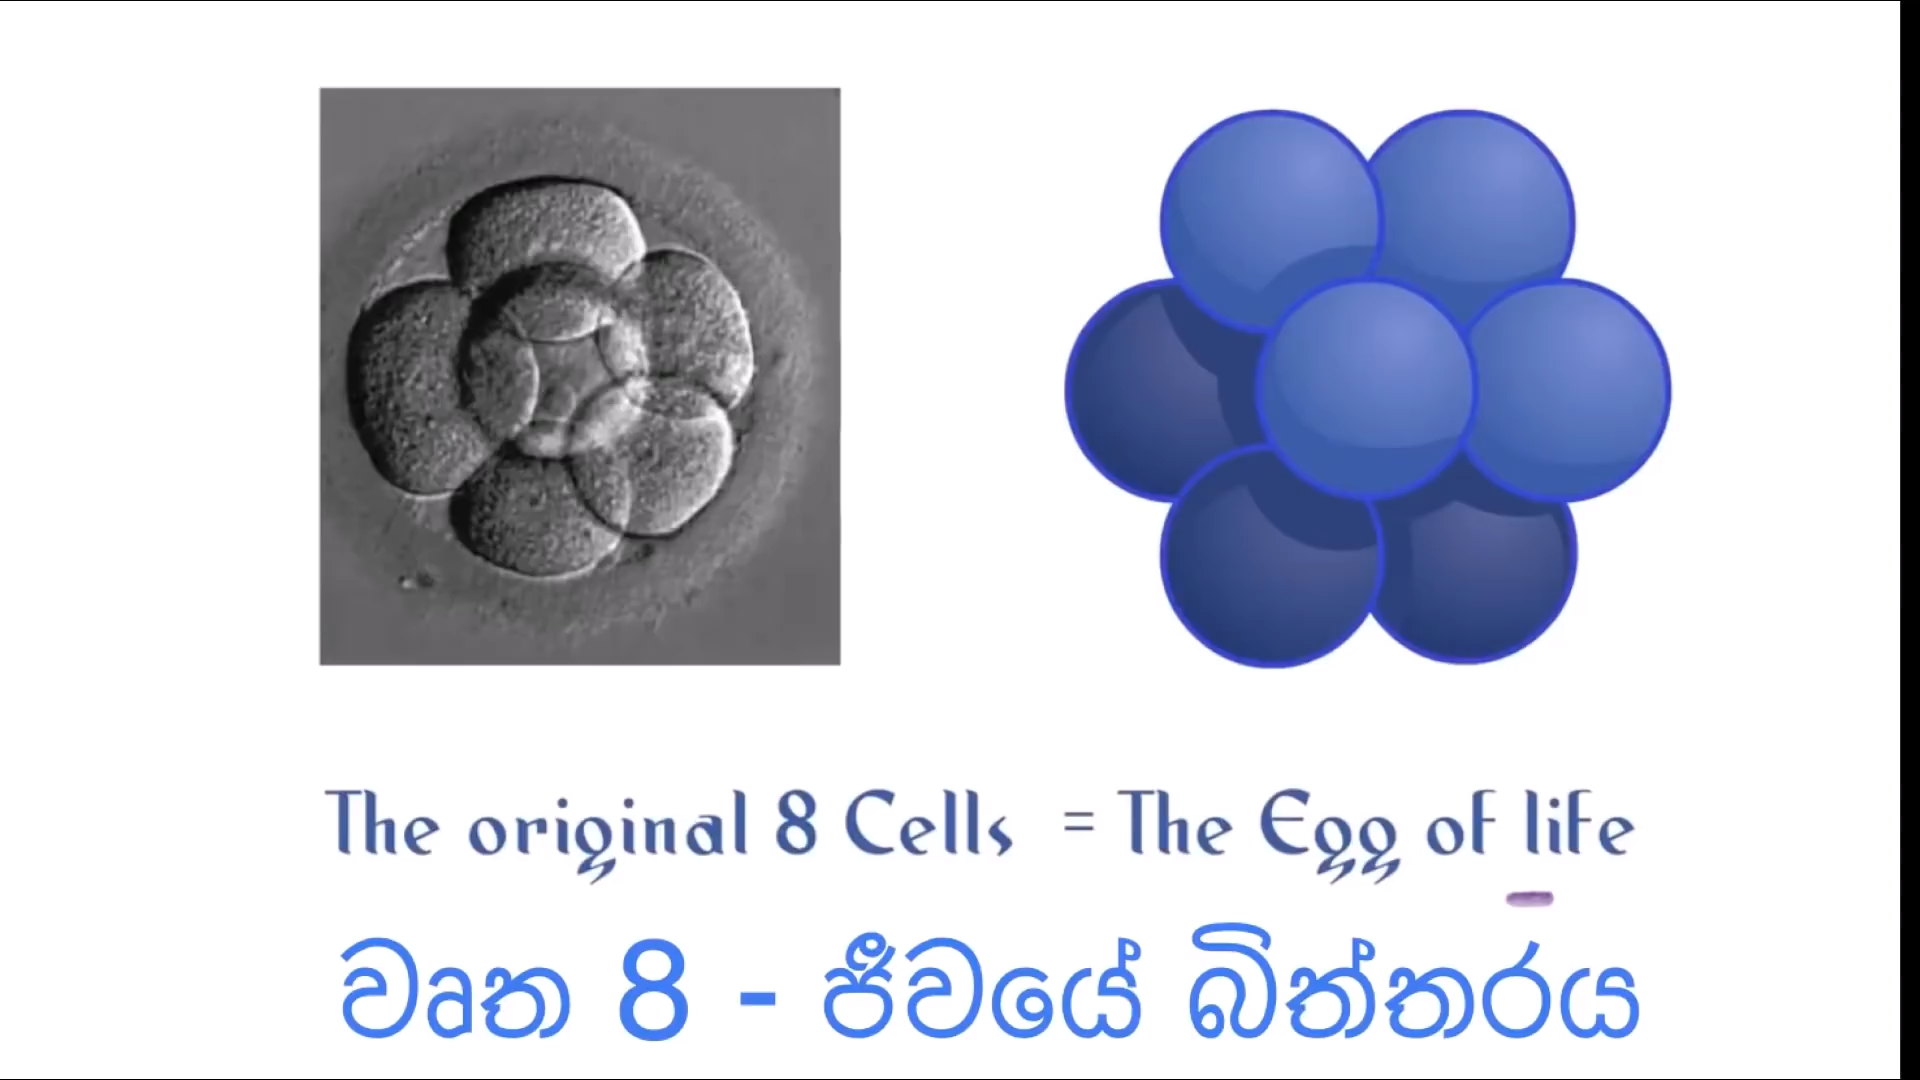 The original 8 Cells = The Egg of life
වෘත 8 - ජීවයේ බිත්තරය